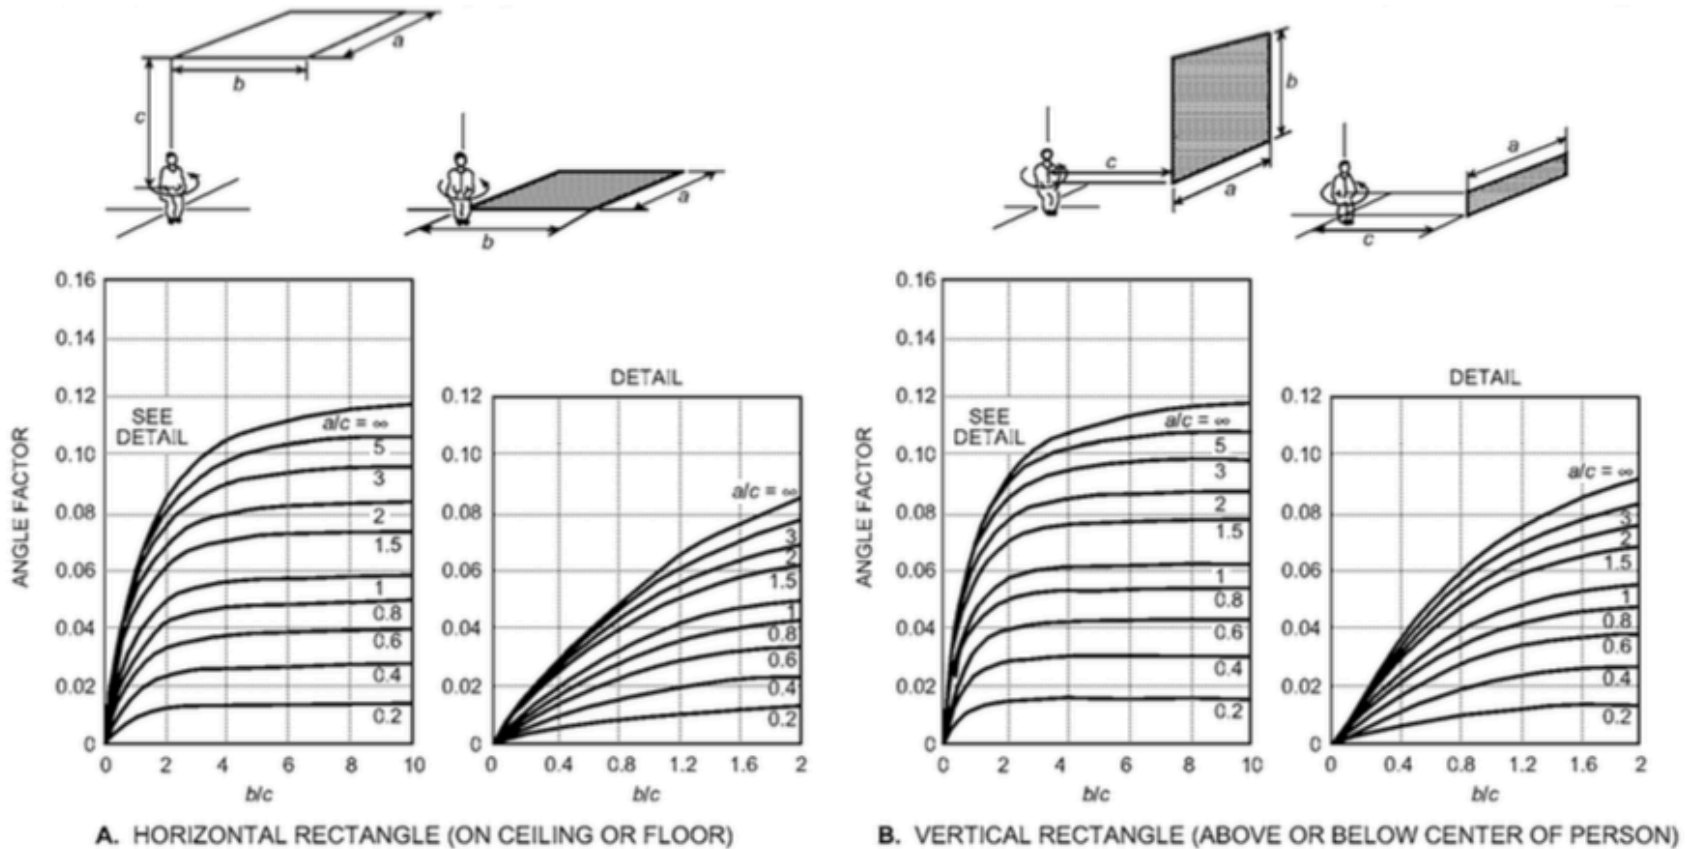 a
b
c
a
b
b
c
a
a
c
0.16
0.14
0.12
0.10
0.08
0.06
0.04
0.02
0
ANGLE FACTOR
SEE
DETAIL
a/c = ∞
5
3
2
1.5
1
0.8
0.6
0.4
0.2
0 2 4 6 8 10
b/c
DETAIL
0.12
0.10
0.08
0.06
0.04
0.02
0
a/c = ∞
3
2
1.5
1
0.8
0.6
0.4
0.2
0 0.4 0.8 1.2 1.6 2
b/c
A. HORIZONTAL RECTANGLE (ON CEILING OR FLOOR)
0.16
0.14
0.12
0.10
0.08
0.06
0.04
0.02
0
ANGLE FACTOR
SEE
DETAIL
a/c = ∞
5
3
2
1.5
1
0.8
0.6
0.4
0.2
0 2 4 6 8 10
b/c
DETAIL
0.12
0.10
0.08
0.06
0.04
0.02
0
a/c = ∞
3
2
1.5
1
0.8
0.6
0.4
0.2
0 0.4 0.8 1.2 1.6 2
b/c
B. VERTICAL RECTANGLE (ABOVE OR BELOW CENTER OF PERSON)